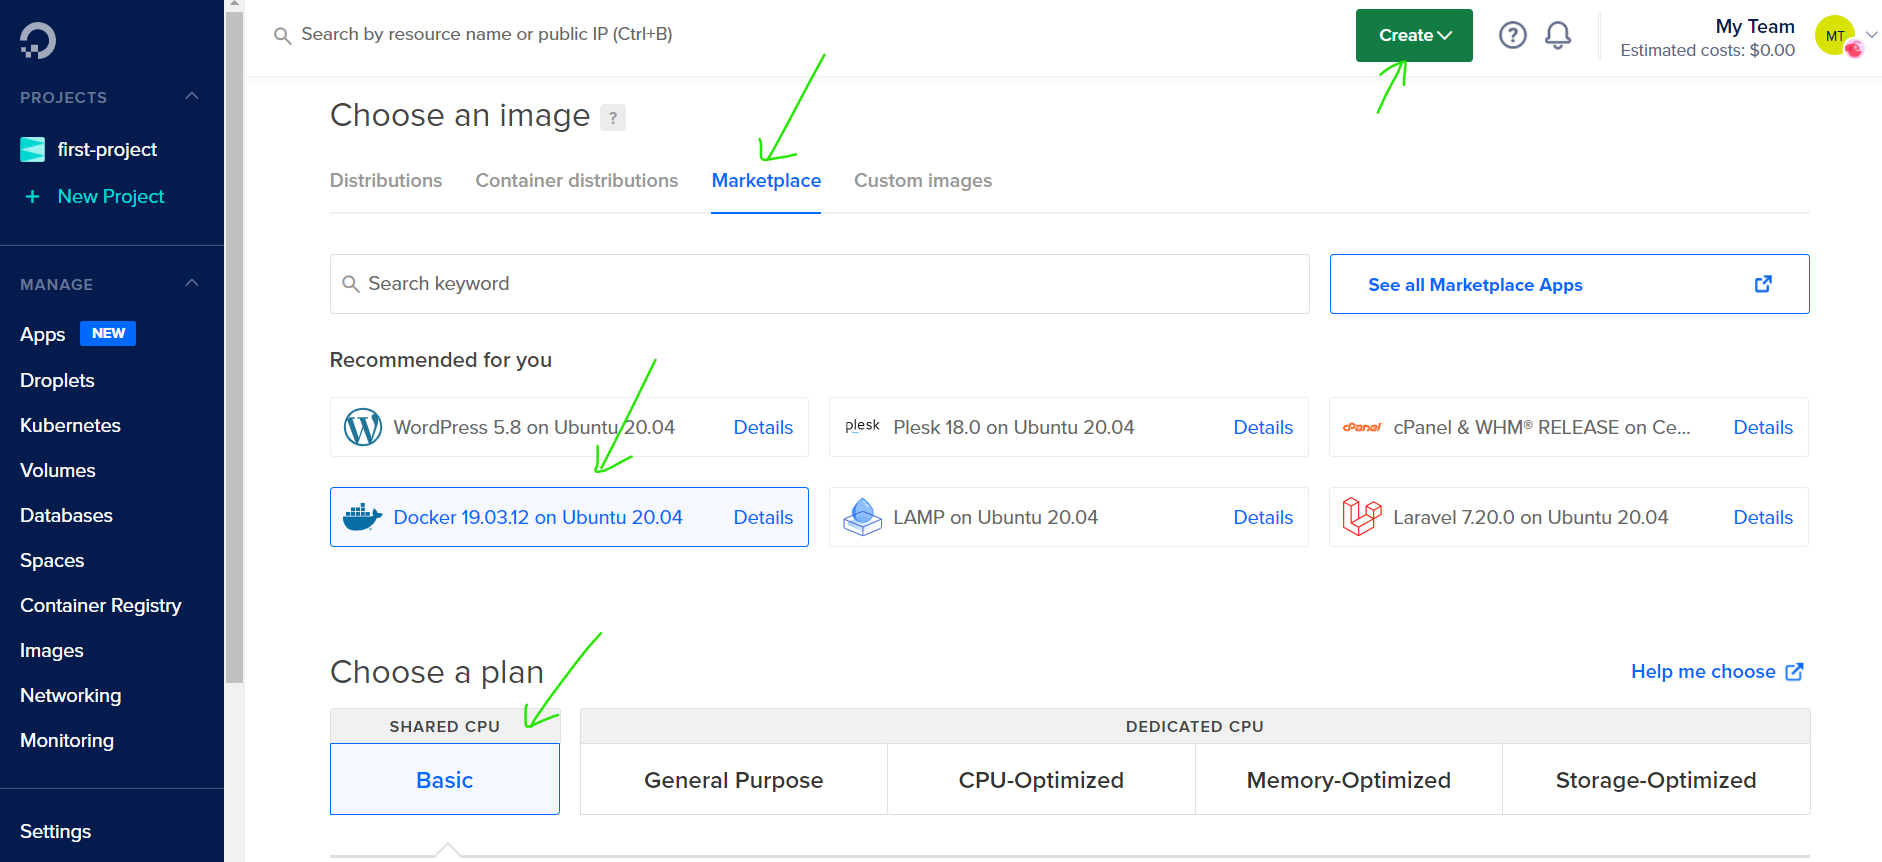 Search by resource name or public IP (Ctrl+B)
Create
?
My Team
Estimated costs: $0.00
MT
PROJECTS
first-project
+ New Project
MANAGE
Apps NEW
Droplets
Kubernetes
Volumes
Databases
Spaces
Container Registry
Images
Networking
Monitoring
Settings
Choose an image ?
Distributions Container distributions Marketplace Custom images
Search keyword
See all Marketplace Apps
Recommended for you
WordPress 5.8 on Ubuntu 20.04 Details
plesk Plesk 18.0 on Ubuntu 20.04 Details
cPanel cPanel & WHM® RELEASE on Ce... Details
Docker 19.03.12 on Ubuntu 20.04 Details
LAMP on Ubuntu 20.04 Details
Laravel 7.20.0 on Ubuntu 20.04 Details
Choose a plan
Help me choose
SHARED CPU
DEDICATED CPU
Basic
General Purpose
CPU-Optimized
Memory-Optimized
Storage-Optimized